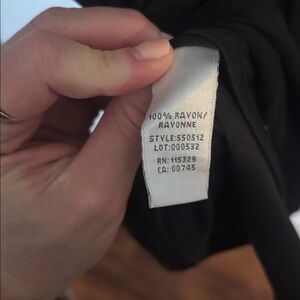 100% RAYON/
RAYONNE
STYLE:550512
LOT:000532
RN: 115329
CA: 00745